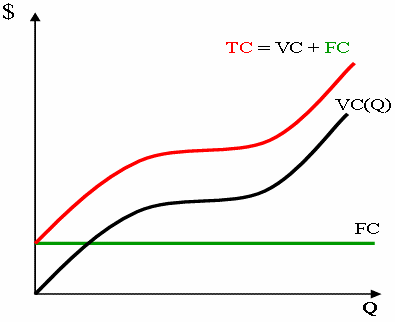 $
TC = VC + FC
VC(Q)
FC
Q